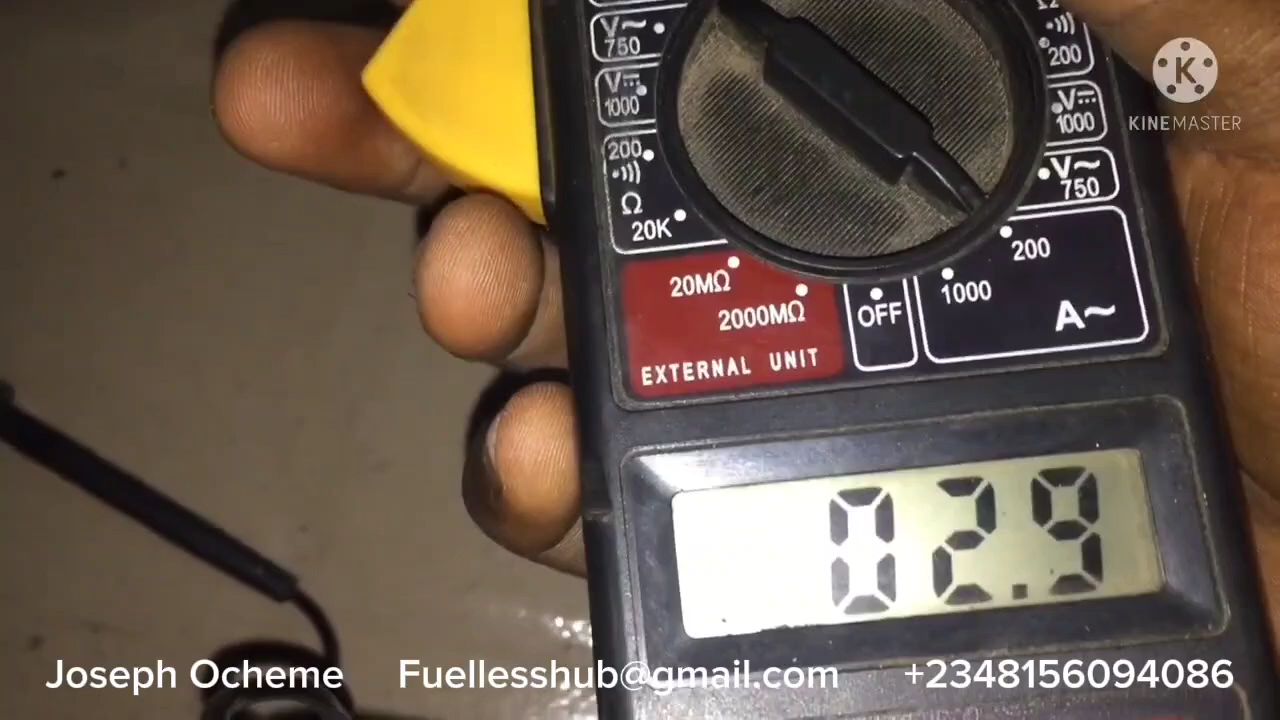 V~
750
V⎓
1000
200
•)))
Ω
20K
20MΩ
2000MΩ
EXTERNAL UNIT
OFF
1000
200
A~
Ω
•)))
200
V⎓
1000
V~
750
K
KINEMASTER
02.9
Joseph Ocheme Fuellesshub@gmail.com +2348156094086